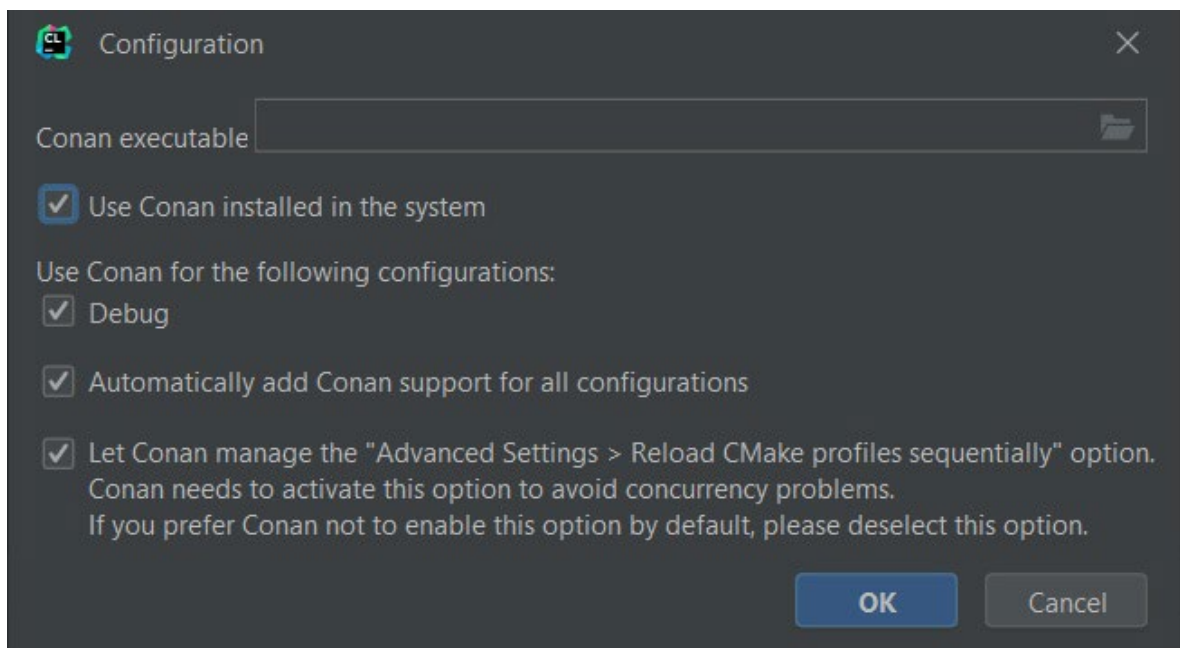 CL
Configuration
Conan executable
Use Conan installed in the system
Use Conan for the following configurations:
Debug
Automatically add Conan support for all configurations
Let Conan manage the "Advanced Settings > Reload CMake profiles sequentially" option.
Conan needs to activate this option to avoid concurrency problems.
If you prefer Conan not to enable this option by default, please deselect this option.
OK
Cancel